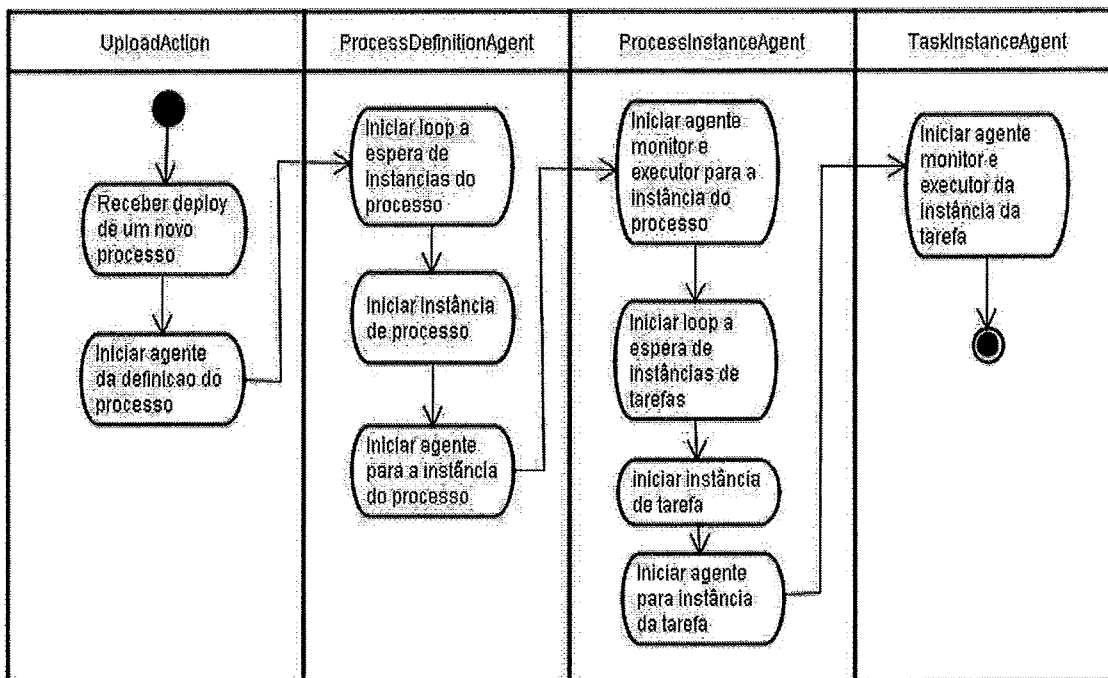 UploadAction
ProcessDefinitionAgent
ProcessInstanceAgent
TaskInstanceAgent
Receber deploy
de um novo
processo
Iniciar agente
da definicao do
processo
Iniciar loop a
espera de
instancias do
processo
Iniciar instância
de processo
Iniciar agente
para a instância
do processo
Iniciar agente
monitor e
executor para a
instância do
processo
Iniciar loop a
espera de
instâncias de
tarefas
iniciar instância
de tarefa
Iniciar agente
para instância
da tarefa
Iniciar agente
monitor e
executor da
instância da
tarefa